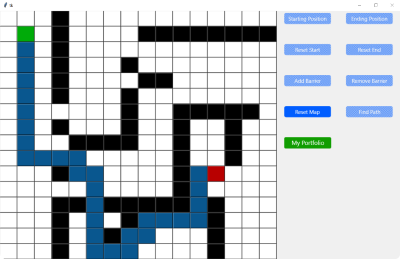 Starting Position
Ending Position
Reset Start
Reset End
Add Barrier
Remove Barrier
Reset Map
Find Path
My Portfolio